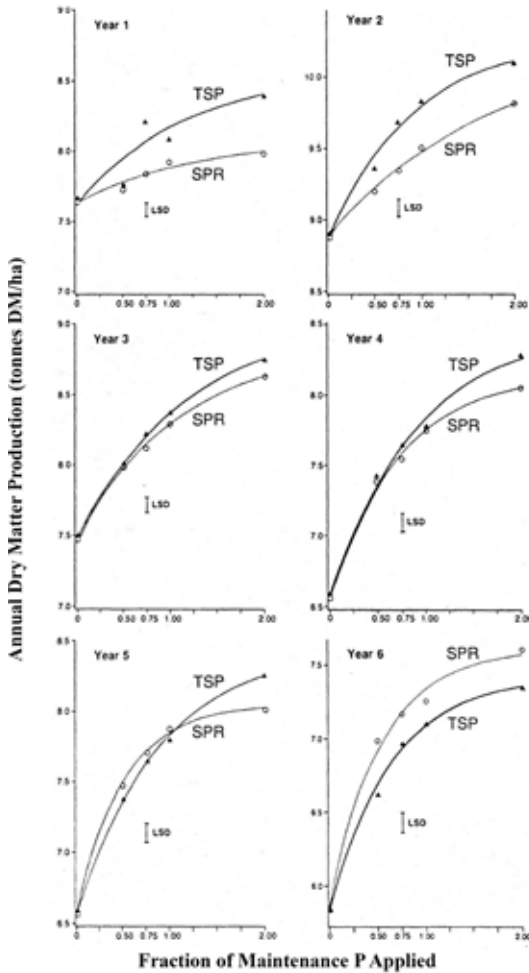 Year 1
8.0
8.5
8.0
7.5
7.0
TSP
SPR
LSD
0
0.50
0.75
1.00
2.00
Year 2
10.0
9.5
9.0
8.5
TSP
SPR
LSD
0
0.50
0.75
1.00
2.00
Year 3
9.0
8.5
8.0
7.5
7.0
TSP
SPR
LSD
0
0.50
0.75
1.00
2.00
Year 4
8.5
8.0
7.5
7.0
6.5
TSP
SPR
LSD
0
0.50
0.75
1.00
2.00
Year 5
8.5
8.0
7.5
7.0
6.5
TSP
SPR
LSD
0
0.50
0.75
1.00
2.00
Year 6
7.5
7.0
6.5
6.0
SPR
TSP
LSD
0
0.50
0.75
1.00
2.00
Annual Dry Matter Production (tonnes DM/ha)
Fraction of Maintenance P Applied